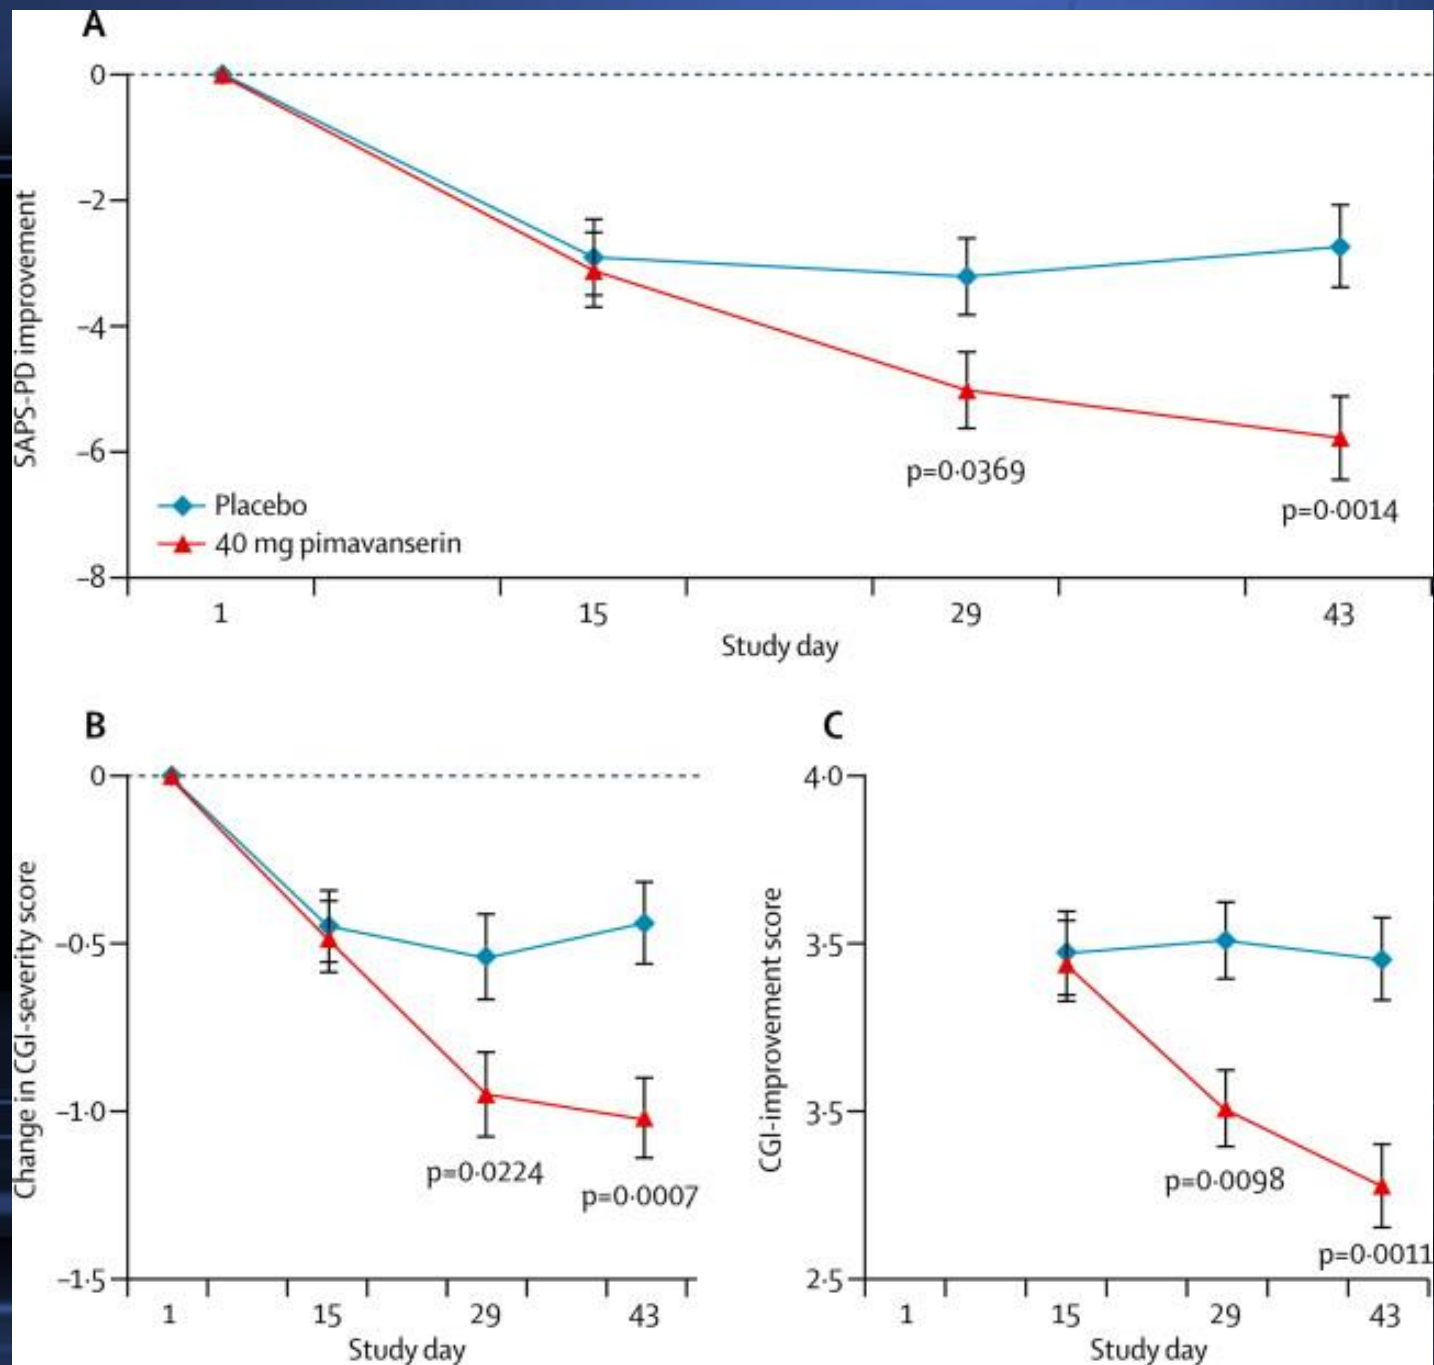 A
0
–2
–4
–6
–8
SAPS-PD improvement
Placebo
40 mg pimavanserin
p=0·0369
p=0·0014
1 15 29 43
Study day
B
0
–0·5
–1·0
–1·5
Change in CGI-severity score
p=0·0224
p=0·0007
1 15 29 43
Study day
C
4·0
3·5
3·5
2·5
CGI-improvement score
p=0·0098
p=0·0011
1 15 29 43
Study day